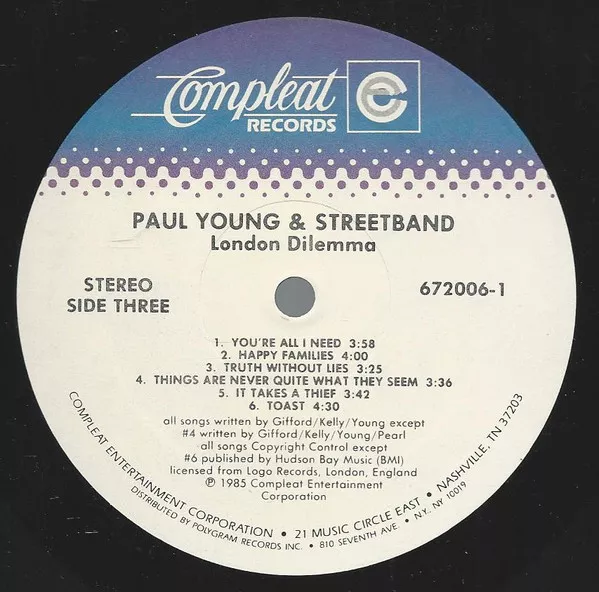 Compleat
RECORDS
PAUL YOUNG & STREETBAND
London Dilemma
STEREO
SIDE THREE
672006-1
1. YOU'RE ALL I NEED 3:58
2. HAPPY FAMILIES 4:00
3. TRUTH WITHOUT LIES 3:25
4. THINGS ARE NEVER QUITE WHAT THEY SEEM 3:36
5. IT TAKES A THIEF 3:42
6. TOAST 4:30
all songs written by Gifford/Kelly/Young except
#4 written by Gifford/Kelly/Young/Pearl
all songs Copyright Control except
#6 published by Hudson Bay Music (BMI)
licensed from Logo Records, London, England
℗ 1985 Compleat Entertainment
Corporation
COMPLEAT ENTERTAINMENT CORPORATION • 21 MUSIC CIRCLE EAST • NASHVILLE, TN 37203
DISTRIBUTED BY POLYGRAM RECORDS INC. • 810 SEVENTH AVE. • N.Y. NY 10019